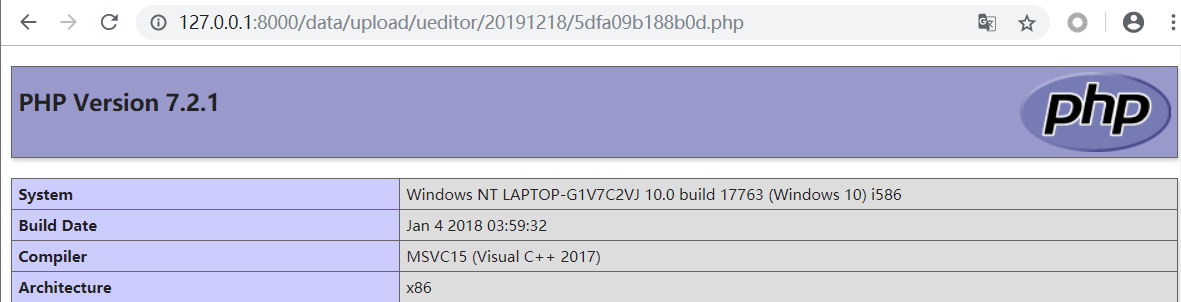 127.0.0.1:8000/data/upload/ueditor/20191218/5dfa09b188b0d.php
PHP Version 7.2.1
php
System Windows NT LAPTOP-G1V7C2VJ 10.0 build 17763 (Windows 10) i586
Build Date Jan 4 2018 03:59:32
Compiler MSVC15 (Visual C++ 2017)
Architecture x86